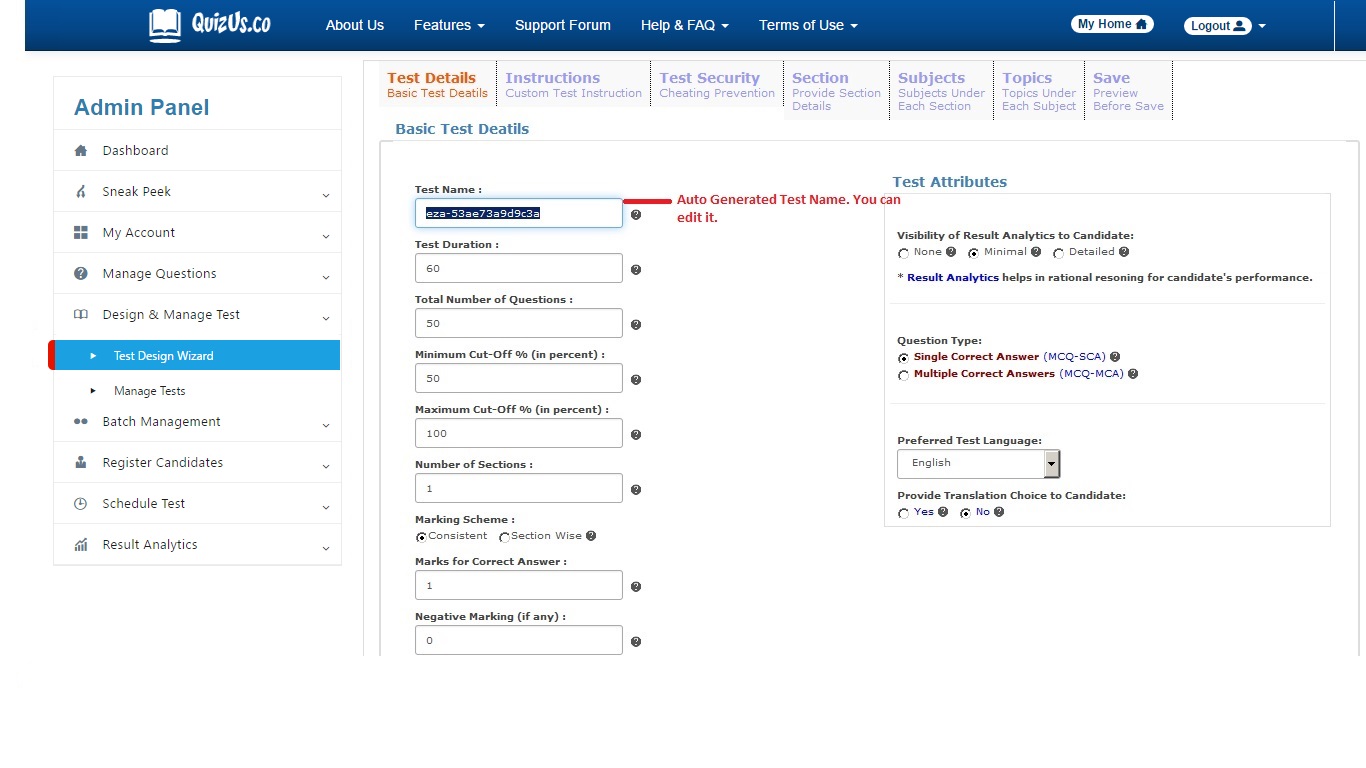 QuizUs.co
About Us
Features
Support Forum
Help & FAQ
Terms of Use
My Home
Logout
Admin Panel
Dashboard
Sneak Peek
My Account
Manage Questions
Design & Manage Test
Test Design Wizard
Manage Tests
Batch Management
Register Candidates
Schedule Test
Result Analytics
Test Details
Basic Test Deatils
Instructions
Custom Test Instruction
Test Security
Cheating Prevention
Section
Provide Section
Details
Subjects
Subjects Under
Each Section
Topics
Topics Under
Each Subject
Save
Preview
Before Save
Basic Test Deatils
Test Name :
eza-53ae73a9d9c3a
Auto Generated Test Name. You can
edit it.
Test Duration :
60
Total Number of Questions :
50
Minimum Cut-Off % (in percent) :
50
Maximum Cut-Off % (in percent) :
100
Number of Sections :
1
Marking Scheme :
Consistent Section Wise
Marks for Correct Answer :
1
Negative Marking (if any) :
0
Test Attributes
Visibility of Result Analytics to Candidate:
None Minimal Detailed
* Result Analytics helps in rational resoning for candidate's performance.
Question Type:
Single Correct Answer (MCQ-SCA)
Multiple Correct Answers (MCQ-MCA)
Preferred Test Language:
English
Provide Translation Choice to Candidate:
Yes No